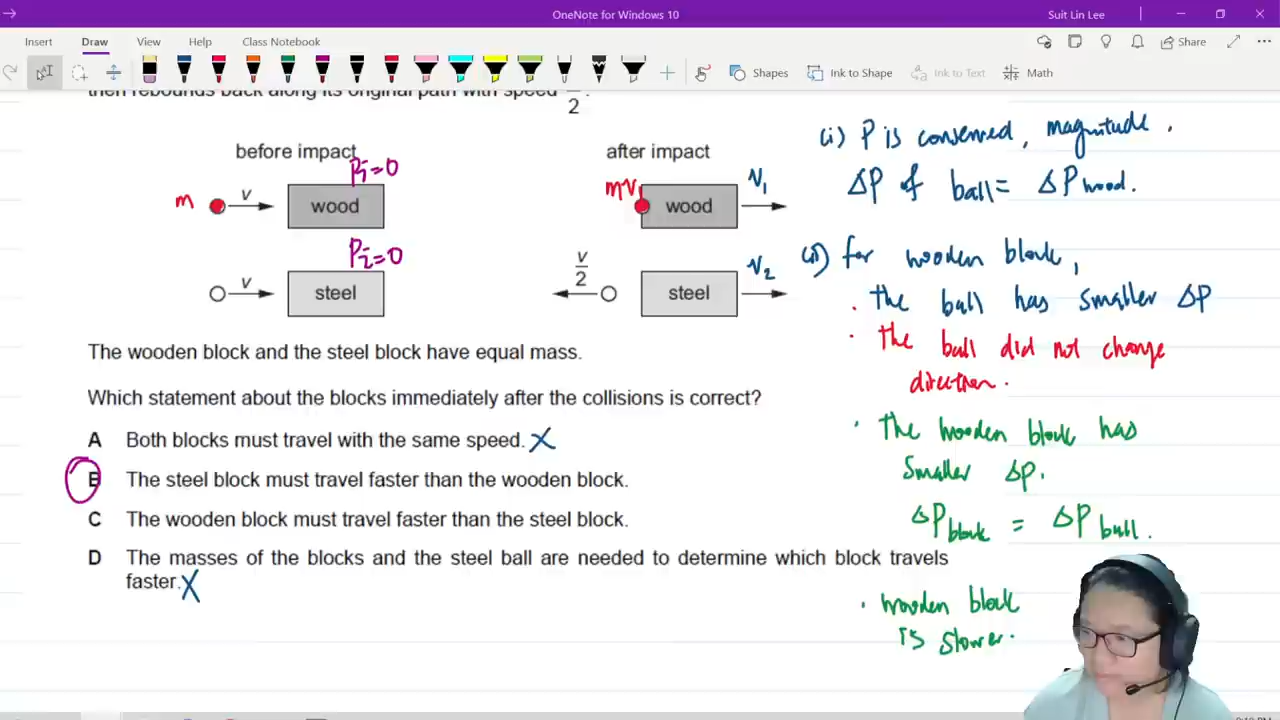 OneNote for Windows 10
Suit Lin Lee
Insert
Draw
View
Help
Class Notebook
Share
Shapes
Ink to Shape
Ink to Text
Math
then rebounds back along its original path with speed
2
.
before impact
Pi=0
m
v
wood
Pi=0
v
steel
after impact
mV1
wood
V1
v
2
steel
V2
The wooden block and the steel block have equal mass.
Which statement about the blocks immediately after the collisions is correct?
A Both blocks must travel with the same speed. X
B The steel block must travel faster than the wooden block.
C The wooden block must travel faster than the steel block.
D The masses of the blocks and the steel ball are needed to determine which block travels
faster. X
(i) P is conserved, magnitude.
ΔP of ball = ΔP wood.
(ii) for wooden block,
· the ball has smaller ΔP
· the ball did not change
direction.
· the wooden block has
smaller ΔP.
ΔP block = ΔP ball.
· wooden block
is slower.